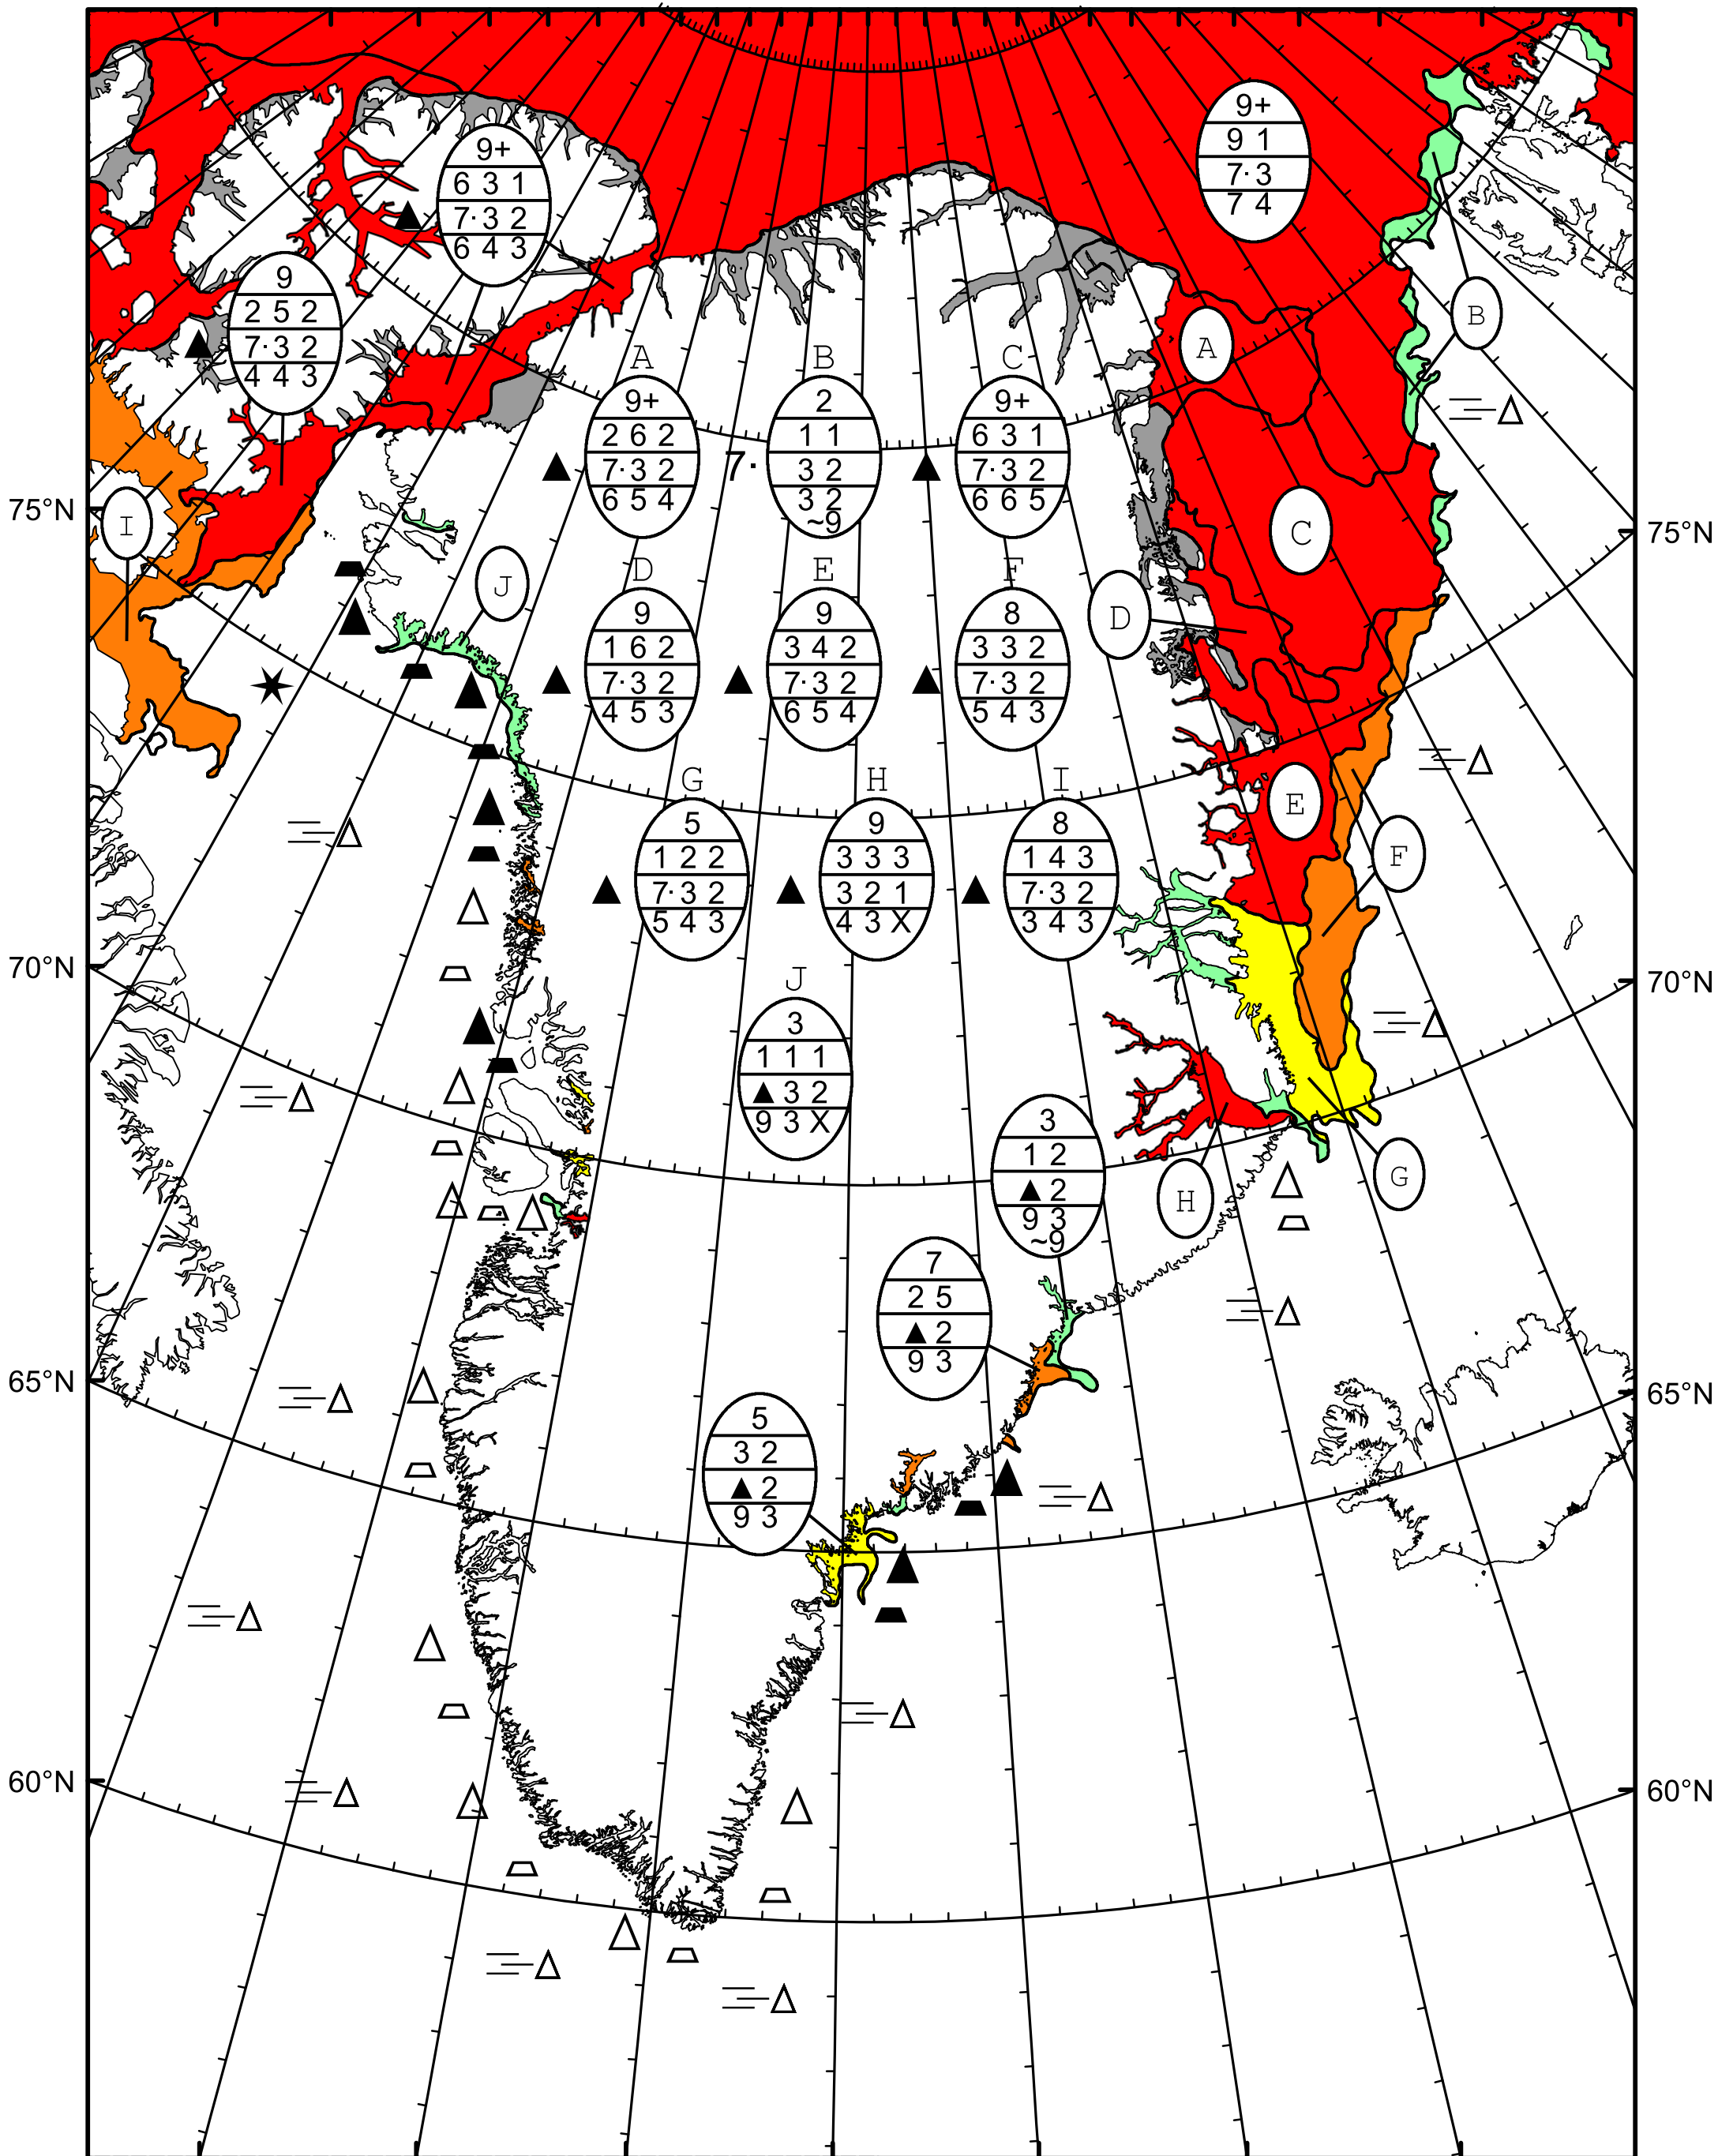 9+
9 1
7· 3
7 4
9+
6 3 1
7· 3 2
6 4 3
9
2 5 2
7· 3 2
4 4 3
B
A
A
9+
2 6 2
7· 3 2
6 5 4
B
2
1 1
7·
3 2
3 2
~9
C
9+
6 3 1
7· 3 2
6 6 5
75°N
I
C
75°N
J
D
D
9
1 6 2
7· 3 2
4 5 3
E
9
3 4 2
7· 3 2
6 5 4
F
8
3 3 2
7· 3 2
5 4 3
E
F
G
5
1 2 2
7· 3 2
5 4 3
H
9
3 3 3
3 2 1
4 3 X
I
8
1 4 3
7· 3 2
3 4 3
70°N
70°N
J
3
1 1 1
▲ 3 2
9 3 X
3
1 2
▲ 2
9 3
~9
H
G
7
2 5
▲ 2
9 3
65°N
65°N
5
3 2
▲ 2
9 3
60°N
60°N